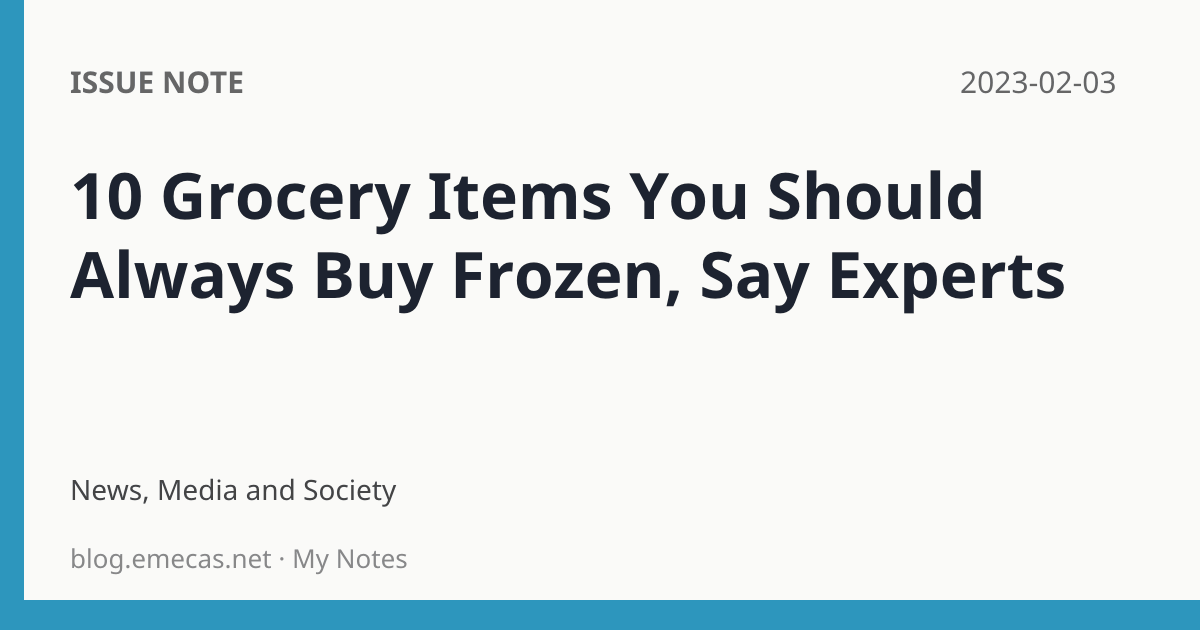 ISSUE NOTE
2023-02-03
10 Grocery Items You Should
Always Buy Frozen, Say Experts
News, Media and Society
blog.emecas.net · My Notes